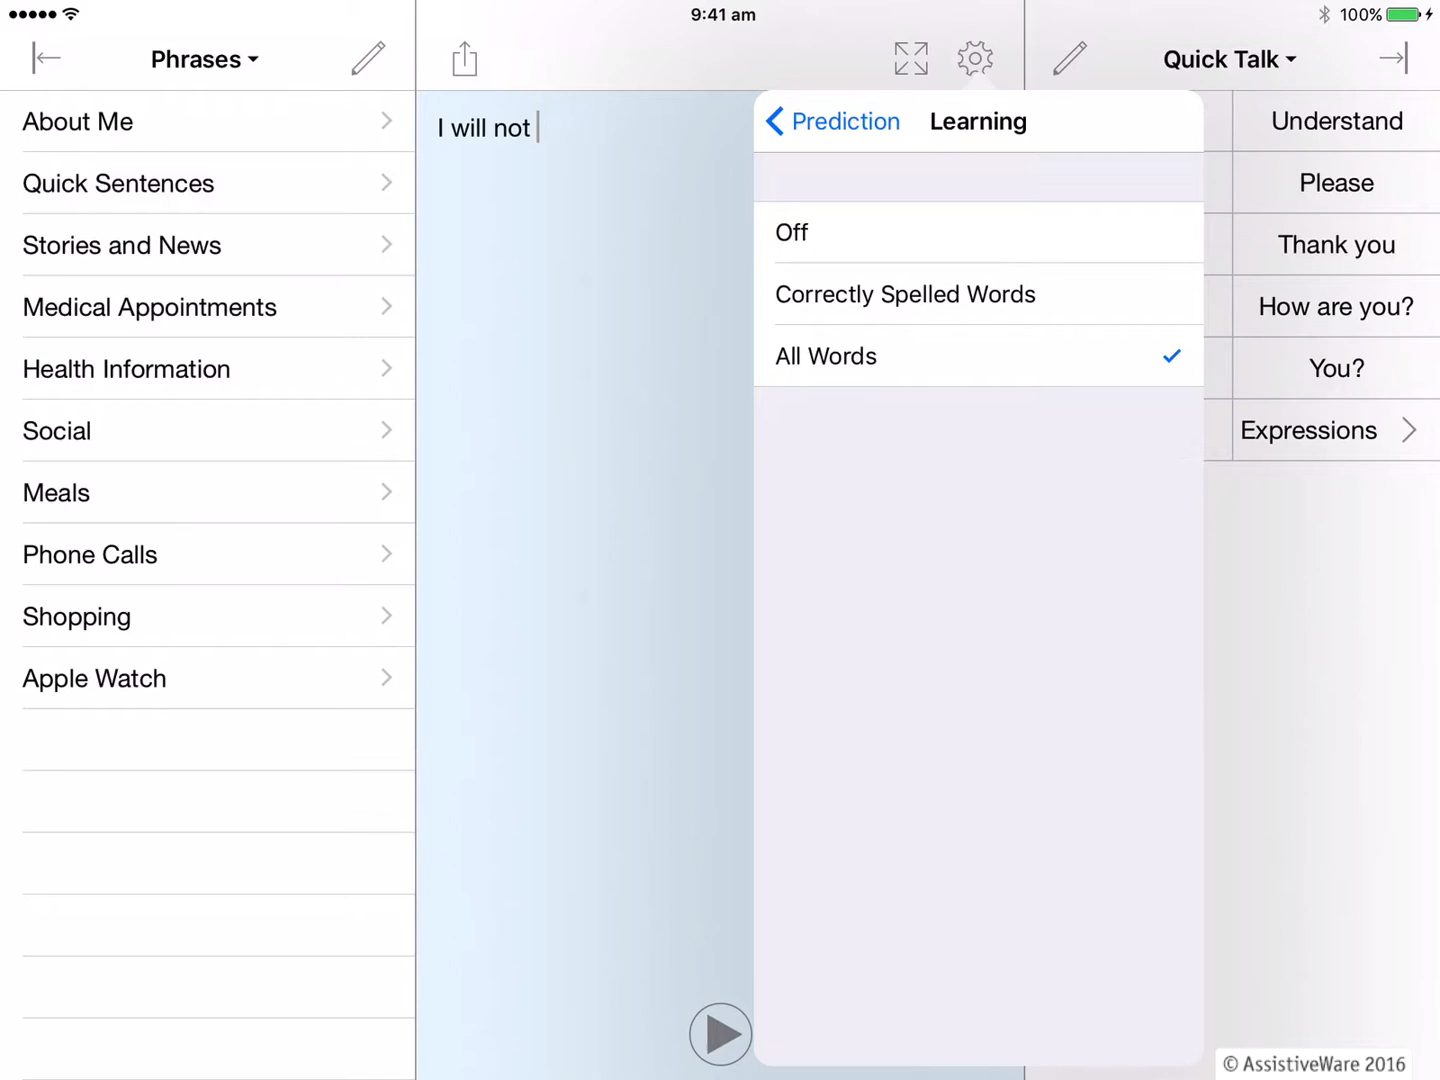 9:41 am
100%
Phrases
About Me
Quick Sentences
Stories and News
Medical Appointments
Health Information
Social
Meals
Phone Calls
Shopping
Apple Watch
I will not
Prediction
Learning
Off
Correctly Spelled Words
All Words
Quick Talk
Understand
Please
Thank you
How are you?
You?
Expressions
© AssistiveWare 2016